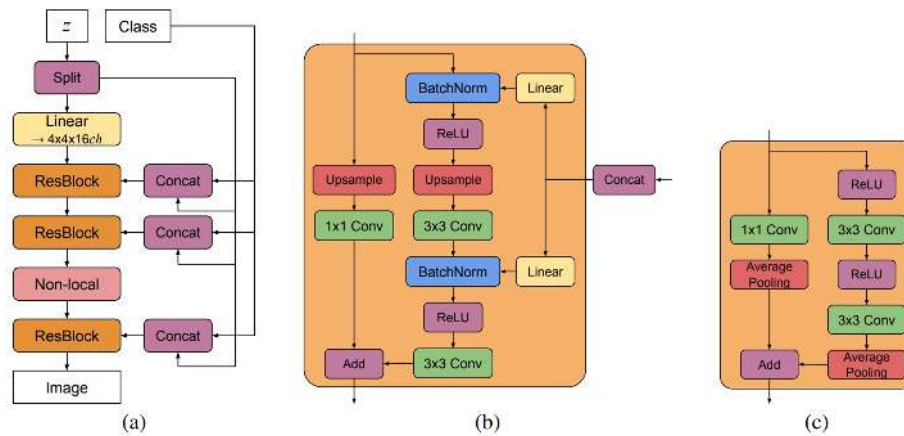 z
Class
Split
Linear
→ 4x4x16ch
ResBlock
Concat
ResBlock
Concat
Non-local
ResBlock
Concat
Image
(a)
BatchNorm
Linear
ReLU
Upsample
Upsample
Concat
1x1 Conv
3x3 Conv
BatchNorm
Linear
ReLU
Add
3x3 Conv
(b)
ReLU
1x1 Conv
3x3 Conv
Average
Pooling
ReLU
3x3 Conv
Add
Average
Pooling
(c)